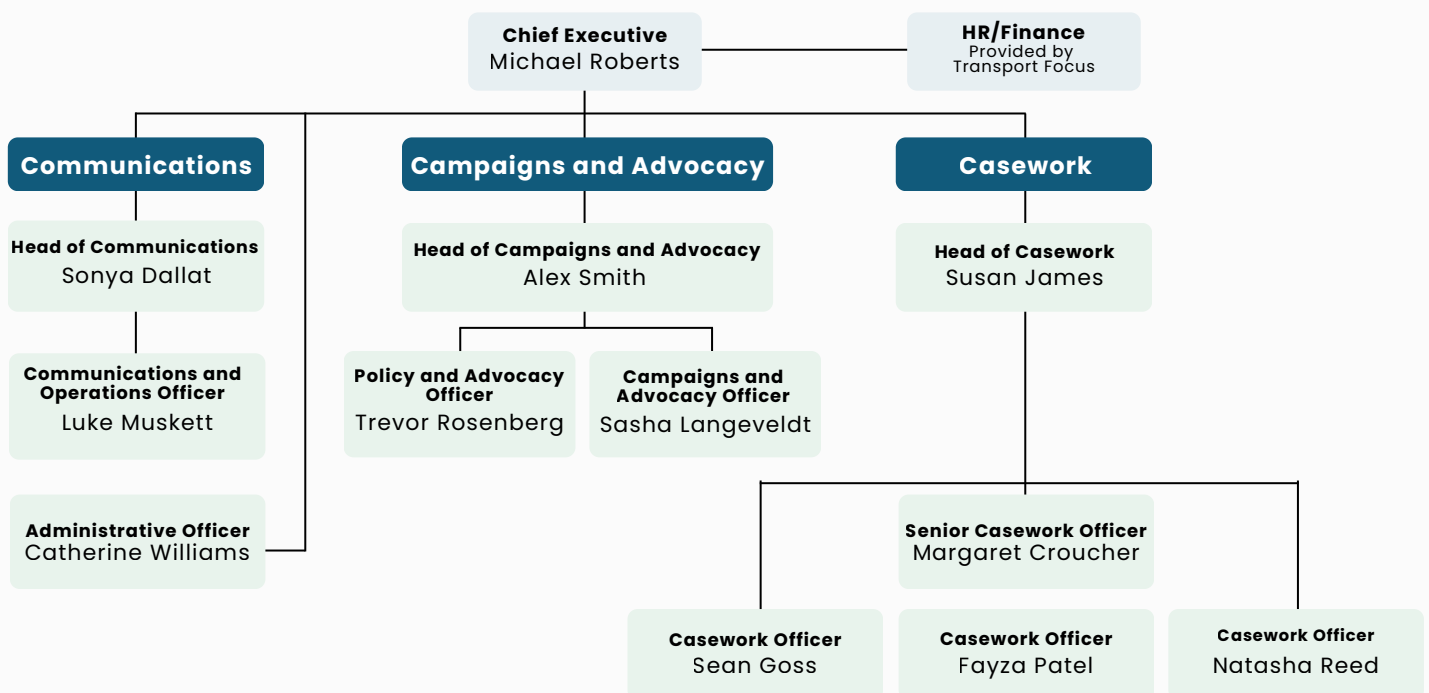 Chief Executive
Michael Roberts
HR/Finance
Provided by
Transport Focus
Communications
Campaigns and Advocacy
Casework
Head of Communications
Sonya Dallat
Head of Campaigns and Advocacy
Alex Smith
Head of Casework
Susan James
Communications and
Operations Officer
Luke Muskett
Policy and Advocacy
Officer
Trevor Rosenberg
Campaigns and
Advocacy Officer
Sasha Langeveldt
Administrative Officer
Catherine Williams
Senior Casework Officer
Margaret Croucher
Casework Officer
Sean Goss
Casework Officer
Fayza Patel
Casework Officer
Natasha Reed